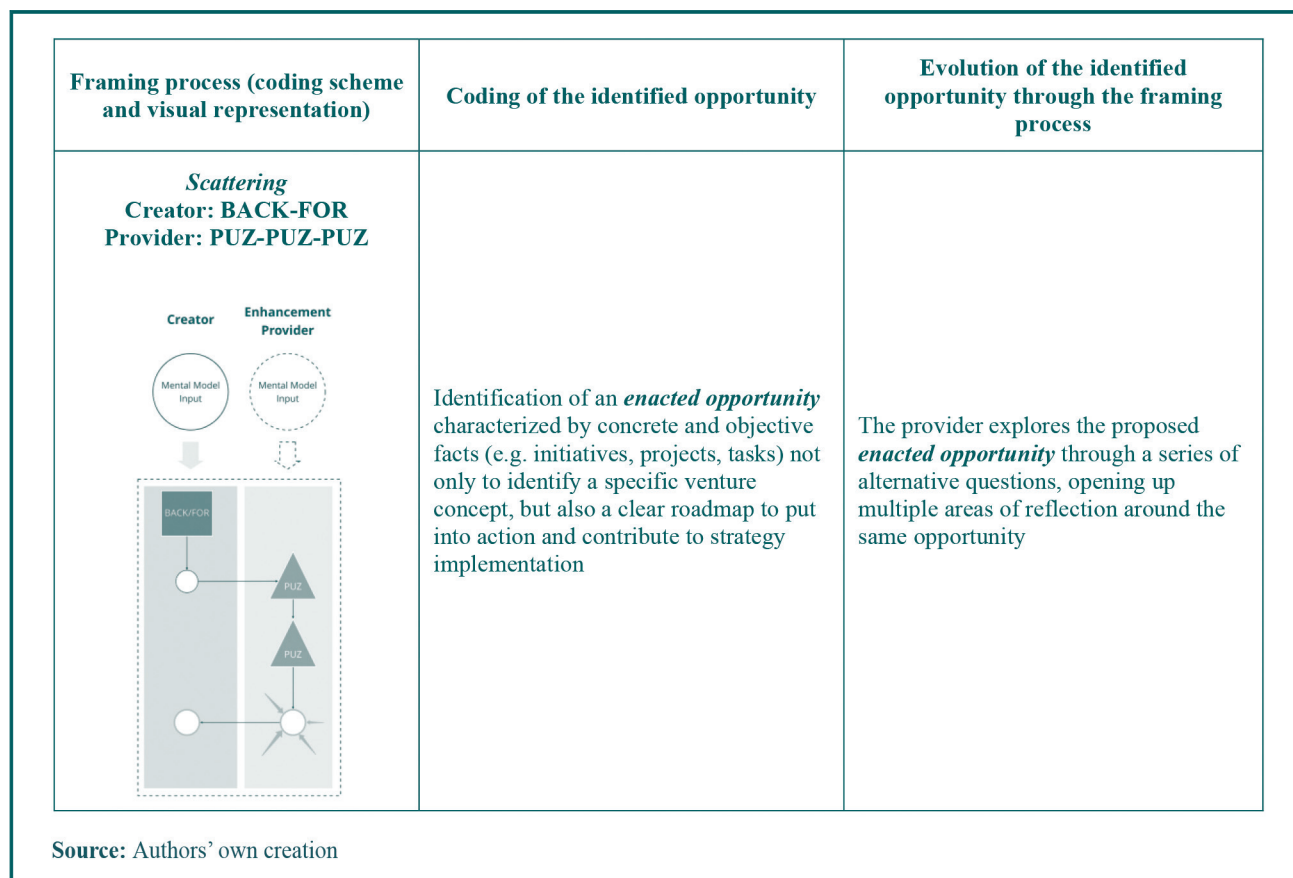 Framing process (coding scheme
and visual representation)
Coding of the identified opportunity
Evolution of the identified
opportunity through the framing
process
Scattering
Creator: BACK-FOR
Provider: PUZ-PUZ-PUZ
Creator
Enhancement
Provider
Mental Model
Input
Mental Model
Input
BACK/FOR
PUZ
PUZ
Identification of an enacted opportunity
characterized by concrete and objective
facts (e.g. initiatives, projects, tasks) not
only to identify a specific venture
concept, but also a clear roadmap to put
into action and contribute to strategy
implementation
The provider explores the proposed
enacted opportunity through a series of
alternative questions, opening up
multiple areas of reflection around the
same opportunity
Source: Authors’ own creation